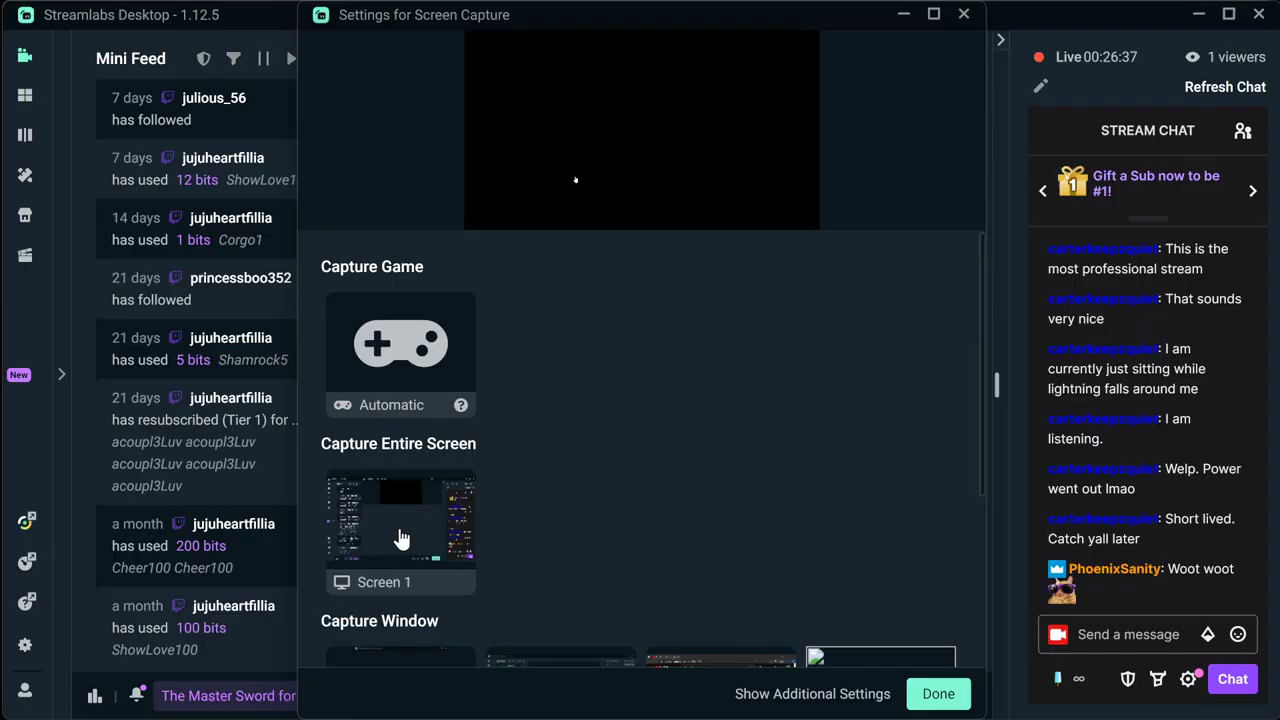 Streamlabs Desktop - 1.12.5
Mini Feed
7 days julious_56
has followed
7 days jujuheartfillia
has used 12 bits ShowLove1
14 days jujuheartfillia
has used 1 bits Corgo1
21 days princessboo352
has followed
21 days jujuheartfillia
has used 5 bits Shamrock5
21 days jujuheartfillia
has resubscribed (Tier 1) for ...
acoupl3Luv acoupl3Luv
acoupl3Luv acoupl3Luv
acoupl3Luv
a month jujuheartfillia
has used 200 bits
Cheer100 Cheer100
a month jujuheartfillia
has used 100 bits
ShowLove100
New
The Master Sword for
Settings for Screen Capture
Capture Game
Automatic
Capture Entire Screen
Screen 1
Capture Window
Show Additional Settings
Done
Live 00:26:37
1 viewers
Refresh Chat
STREAM CHAT
1
Gift a Sub now to be
#1!
carterkeepzquiet: This is the
most professional stream
carterkeepzquiet: That sounds
very nice
carterkeepzquiet: I am
currently just sitting while
lightning falls around me
carterkeepzquiet: I am
listening.
carterkeepzquiet: Welp. Power
went out lmao
carterkeepzquiet: Short lived.
Catch yall later
PhoenixSanity: Woot woot
Send a message
Chat